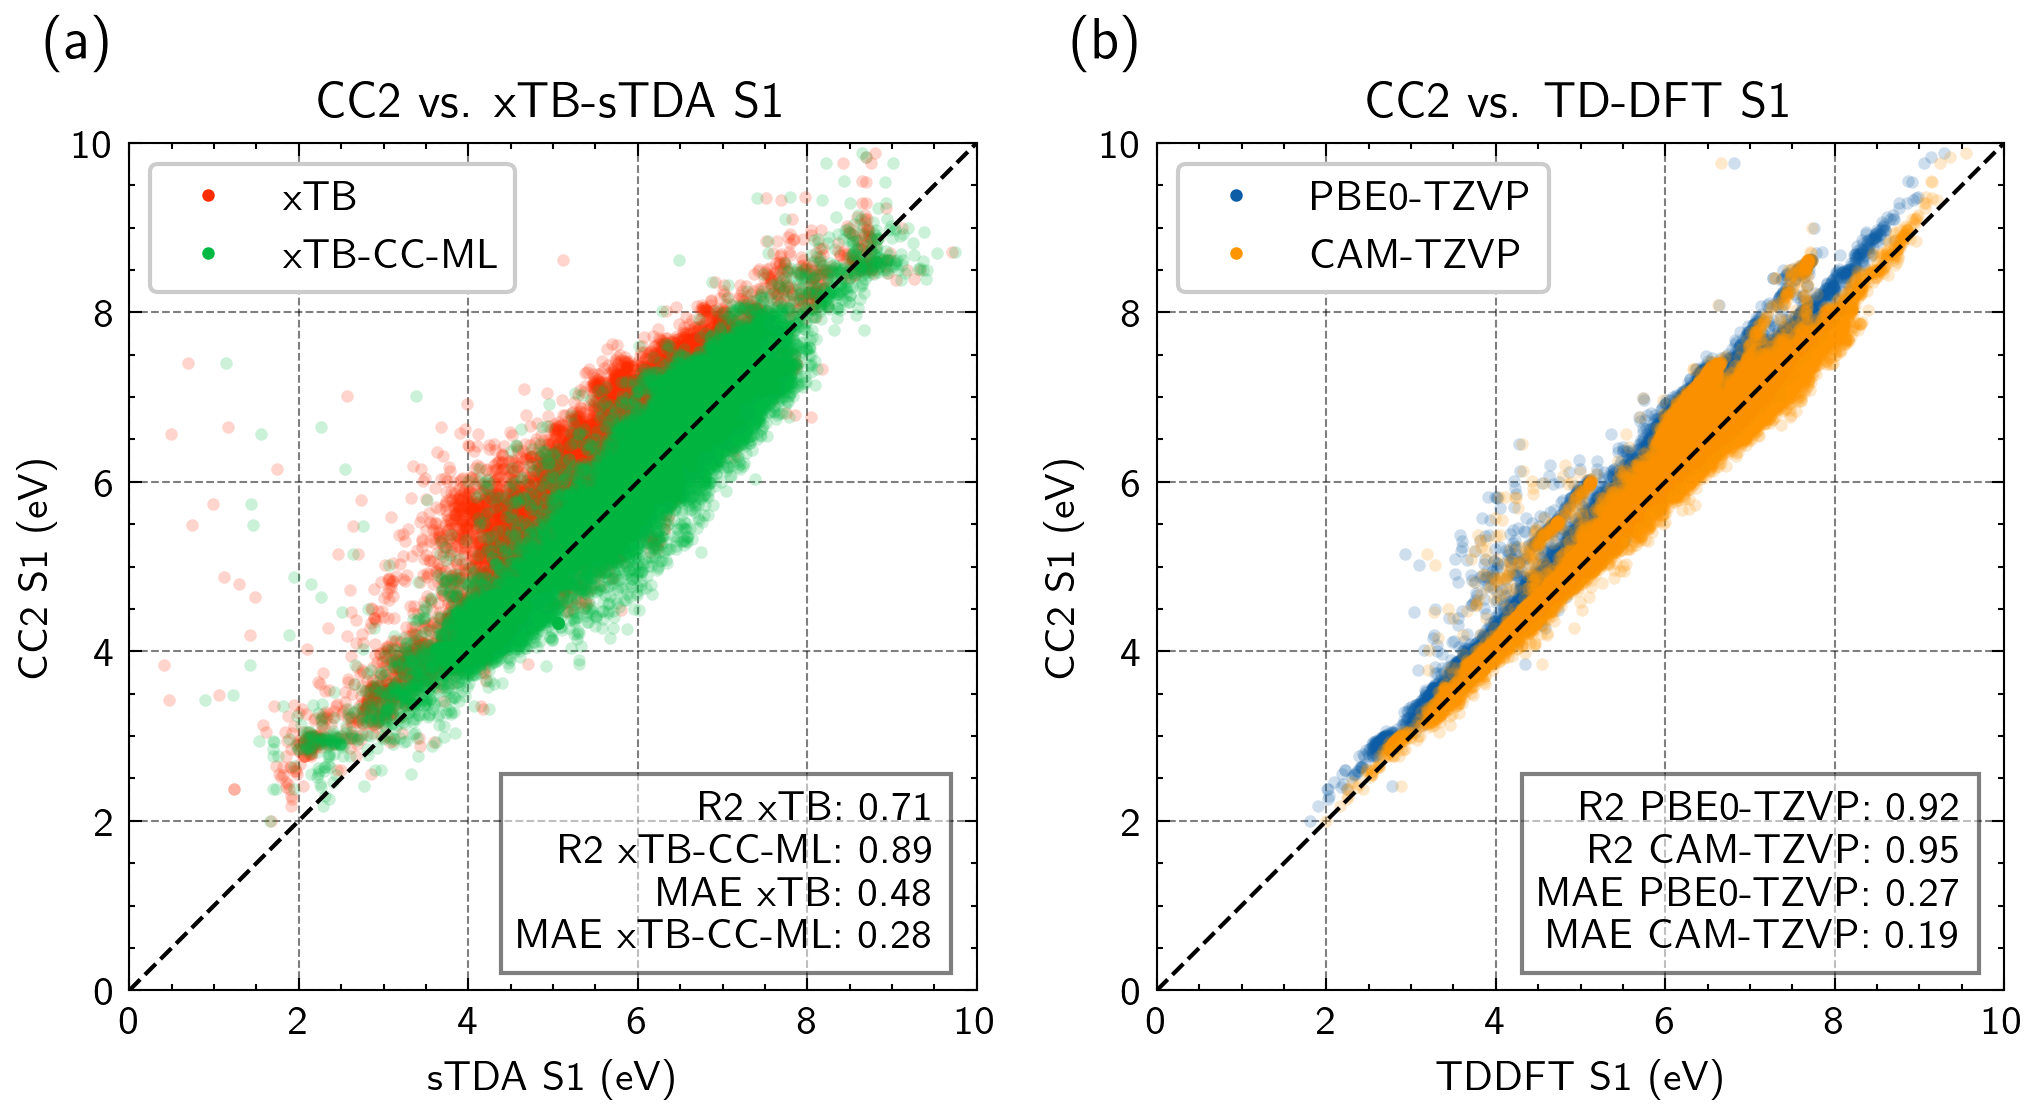 (a)
CC2 vs. xTB-sTDA S1
xTB
xTB-CC-ML
10
8
6
4
2
0
CC2 S1 (eV)
R2 xTB: 0.71
R2 xTB-CC-ML: 0.89
MAE xTB: 0.48
MAE xTB-CC-ML: 0.28
0 2 4 6 8 10
sTDA S1 (eV)
(b)
CC2 vs. TD-DFT S1
PBE0-TZVP
CAM-TZVP
10
8
6
4
2
0
CC2 S1 (eV)
R2 PBE0-TZVP: 0.92
R2 CAM-TZVP: 0.95
MAE PBE0-TZVP: 0.27
MAE CAM-TZVP: 0.19
0 2 4 6 8 10
TDDFT S1 (eV)